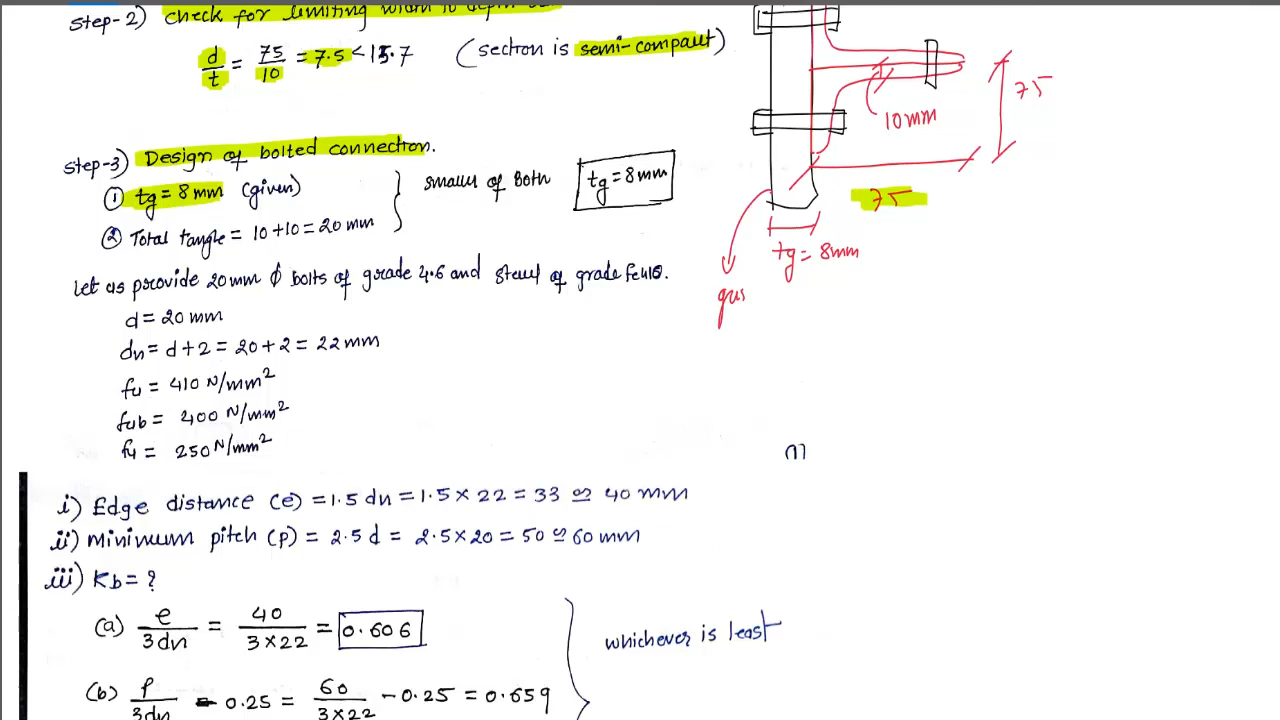 step-2) Check for limiting width to depth
d/t = 75/10 = 7.5 < 15.7 (section is semi-compact)
10mm
75
75
step-3) Design of bolted connection.
① tg = 8 mm (given)
② Total tangle = 10+10 = 20 mm
smaller of both
tg = 8 mm
tg = 8mm
gus
Let us provide 20 mm ϕ bolts of grade 4.6 and steel of grade Fe410.
d = 20 mm
dn = d+2 = 20+2 = 22 mm
fu = 410 N/mm²
fub = 400 N/mm²
fy = 250 N/mm²
i) Edge distance (e) = 1.5 dn = 1.5 × 22 = 33 ≃ 40 mm
ii) minimum pitch (p) = 2.5 d = 2.5×20 = 50 ≃ 60 mm
iii) Kb = ?
(a) e/3dn = 40/3×22 = 0.606
whichever is least
(b) p/3dn - 0.25 = 60/3×22 - 0.25 = 0.659